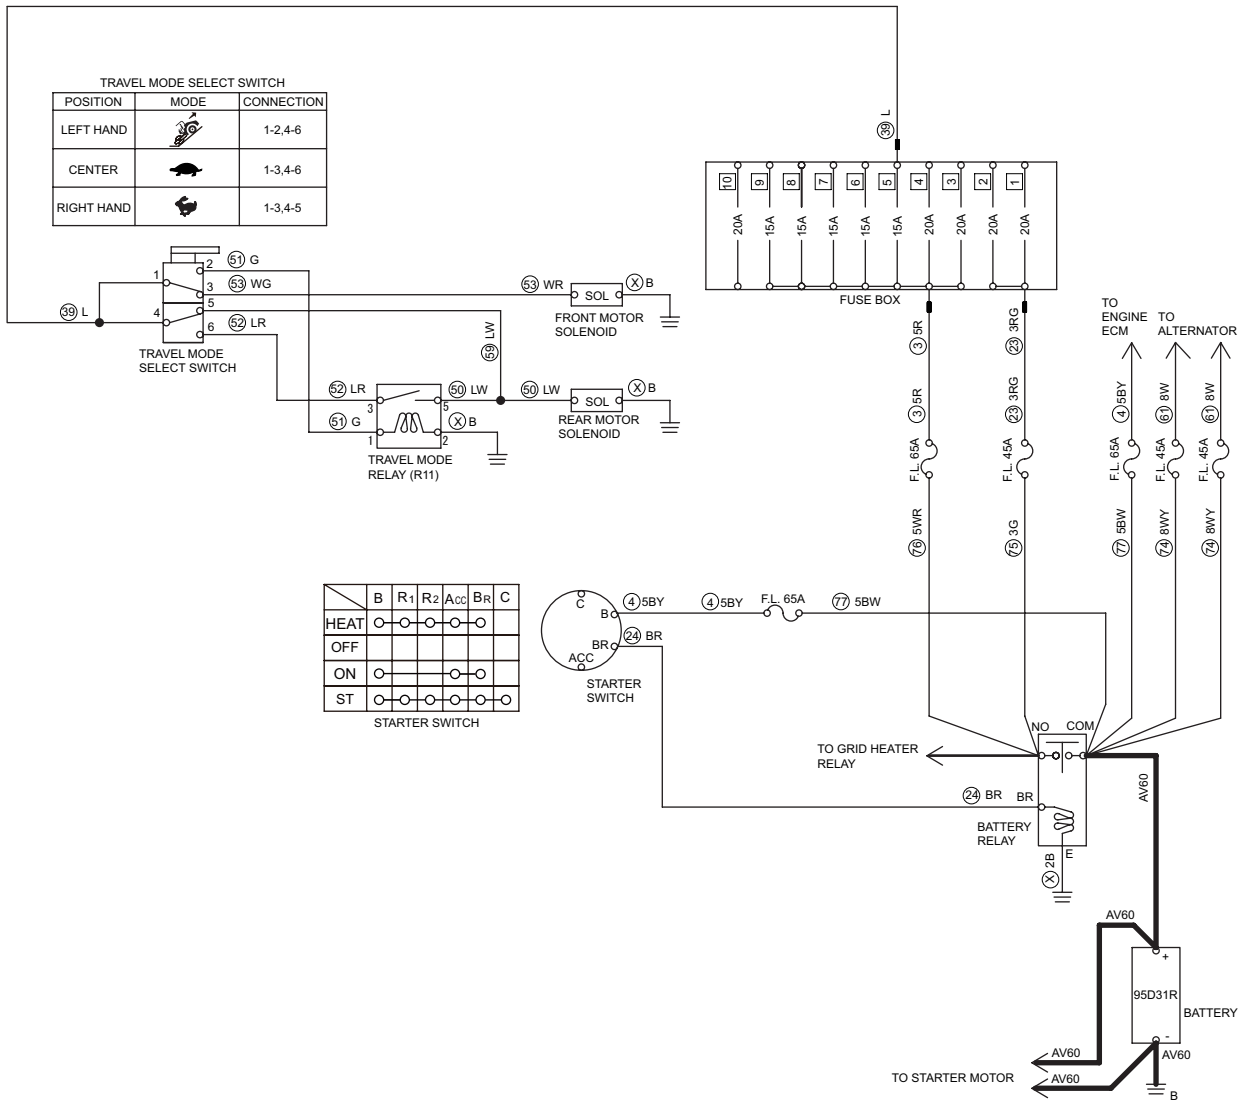 39 L
TRAVEL MODE SELECT SWITCH
POSITION MODE CONNECTION
LEFT HAND 1-2,4-6
CENTER 1-3,4-6
RIGHT HAND 1-3,4-5
10 9 8 7 6 5 4 3 2 1
20A 15A 15A 15A 15A 15A 20A 20A 20A 20A
FUSE BOX
1 2 51 G
3 53 WG
39 L 4 5
6 52 LR
TRAVEL MODE
SELECT SWITCH
53 WR SOL X B
FRONT MOTOR
SOLENOID
59 LW
52 LR 3 5 50 LW 50 LW SOL X B
51 G 1 2 X B
REAR MOTOR
SOLENOID
TRAVEL MODE
RELAY (R11)
3 5R 23 3RG
3 5R 23 3RG
F.L. 65A F.L. 45A
76 5WR 75 3G
TO
ENGINE
ECM
TO
ALTERNATOR
4 5BY 61 8W 61 8W
F.L. 65A F.L. 45A F.L. 45A
77 5BW 74 8WY 74 8WY
B R1 R2 ACC BR C
HEAT
OFF
ON
ST
STARTER SWITCH
C
B
BR
ACC
STARTER
SWITCH
4 5BY 4 5BY F.L. 65A 77 5BW
24 BR
NO COM
TO GRID HEATER
RELAY
24 BR BR
BATTERY
RELAY
E
X 2B
AV60
AV60
+
95D31R
BATTERY
-
AV60
AV60
TO STARTER MOTOR
AV60
B